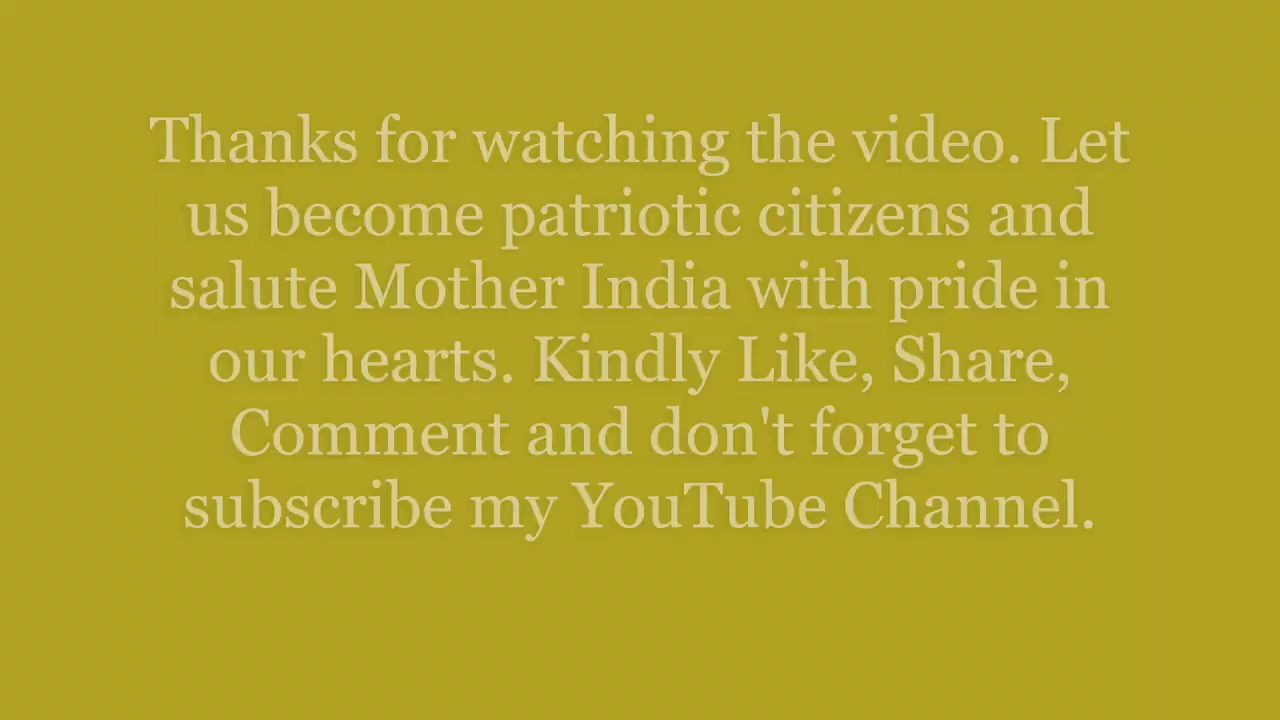 Thanks for watching the video. Let
us become patriotic citizens and
salute Mother India with pride in
our hearts. Kindly Like, Share,
Comment and don't forget to
subscribe my YouTube Channel.